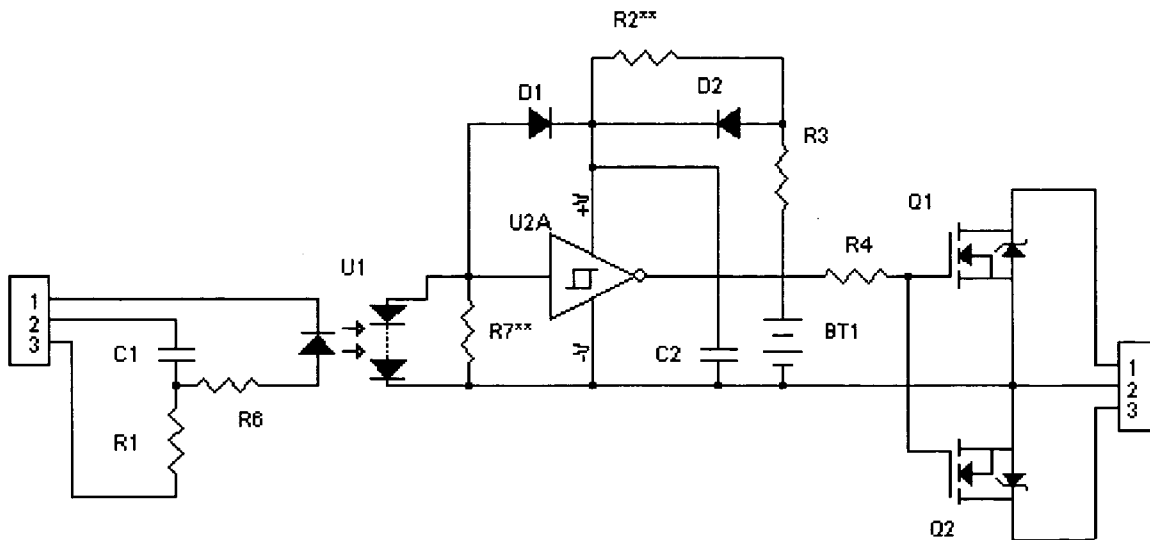 R2**
D1
D2
R3
+V
U2A
Q1
R4
U1
1
2
3
R7**
BT1
C1
-V
C2
1
2
3
R6
R1
Q2